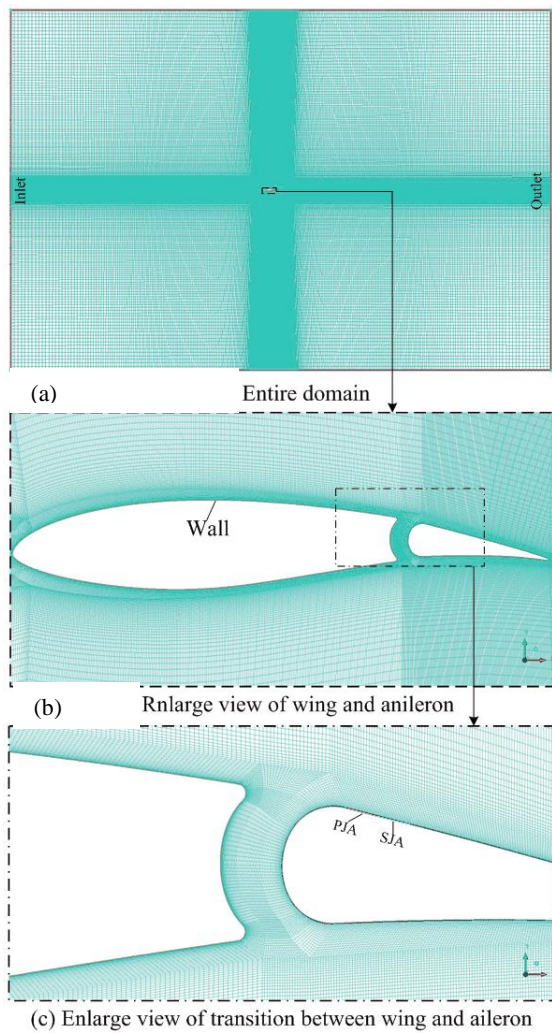 Inlet
Outlet
(a)
Entire domain
Wall
(b)
Rnlarge view of wing and anileron
PJA
SJA
(c) Enlarge view of transition between wing and aileron